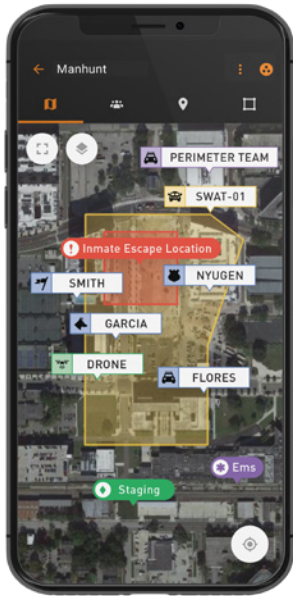 Manhunt
PERIMETER TEAM
SWAT-01
Inmate Escape Location
NYUGEN
SMITH
GARCIA
DRONE
FLORES
Ems
Staging